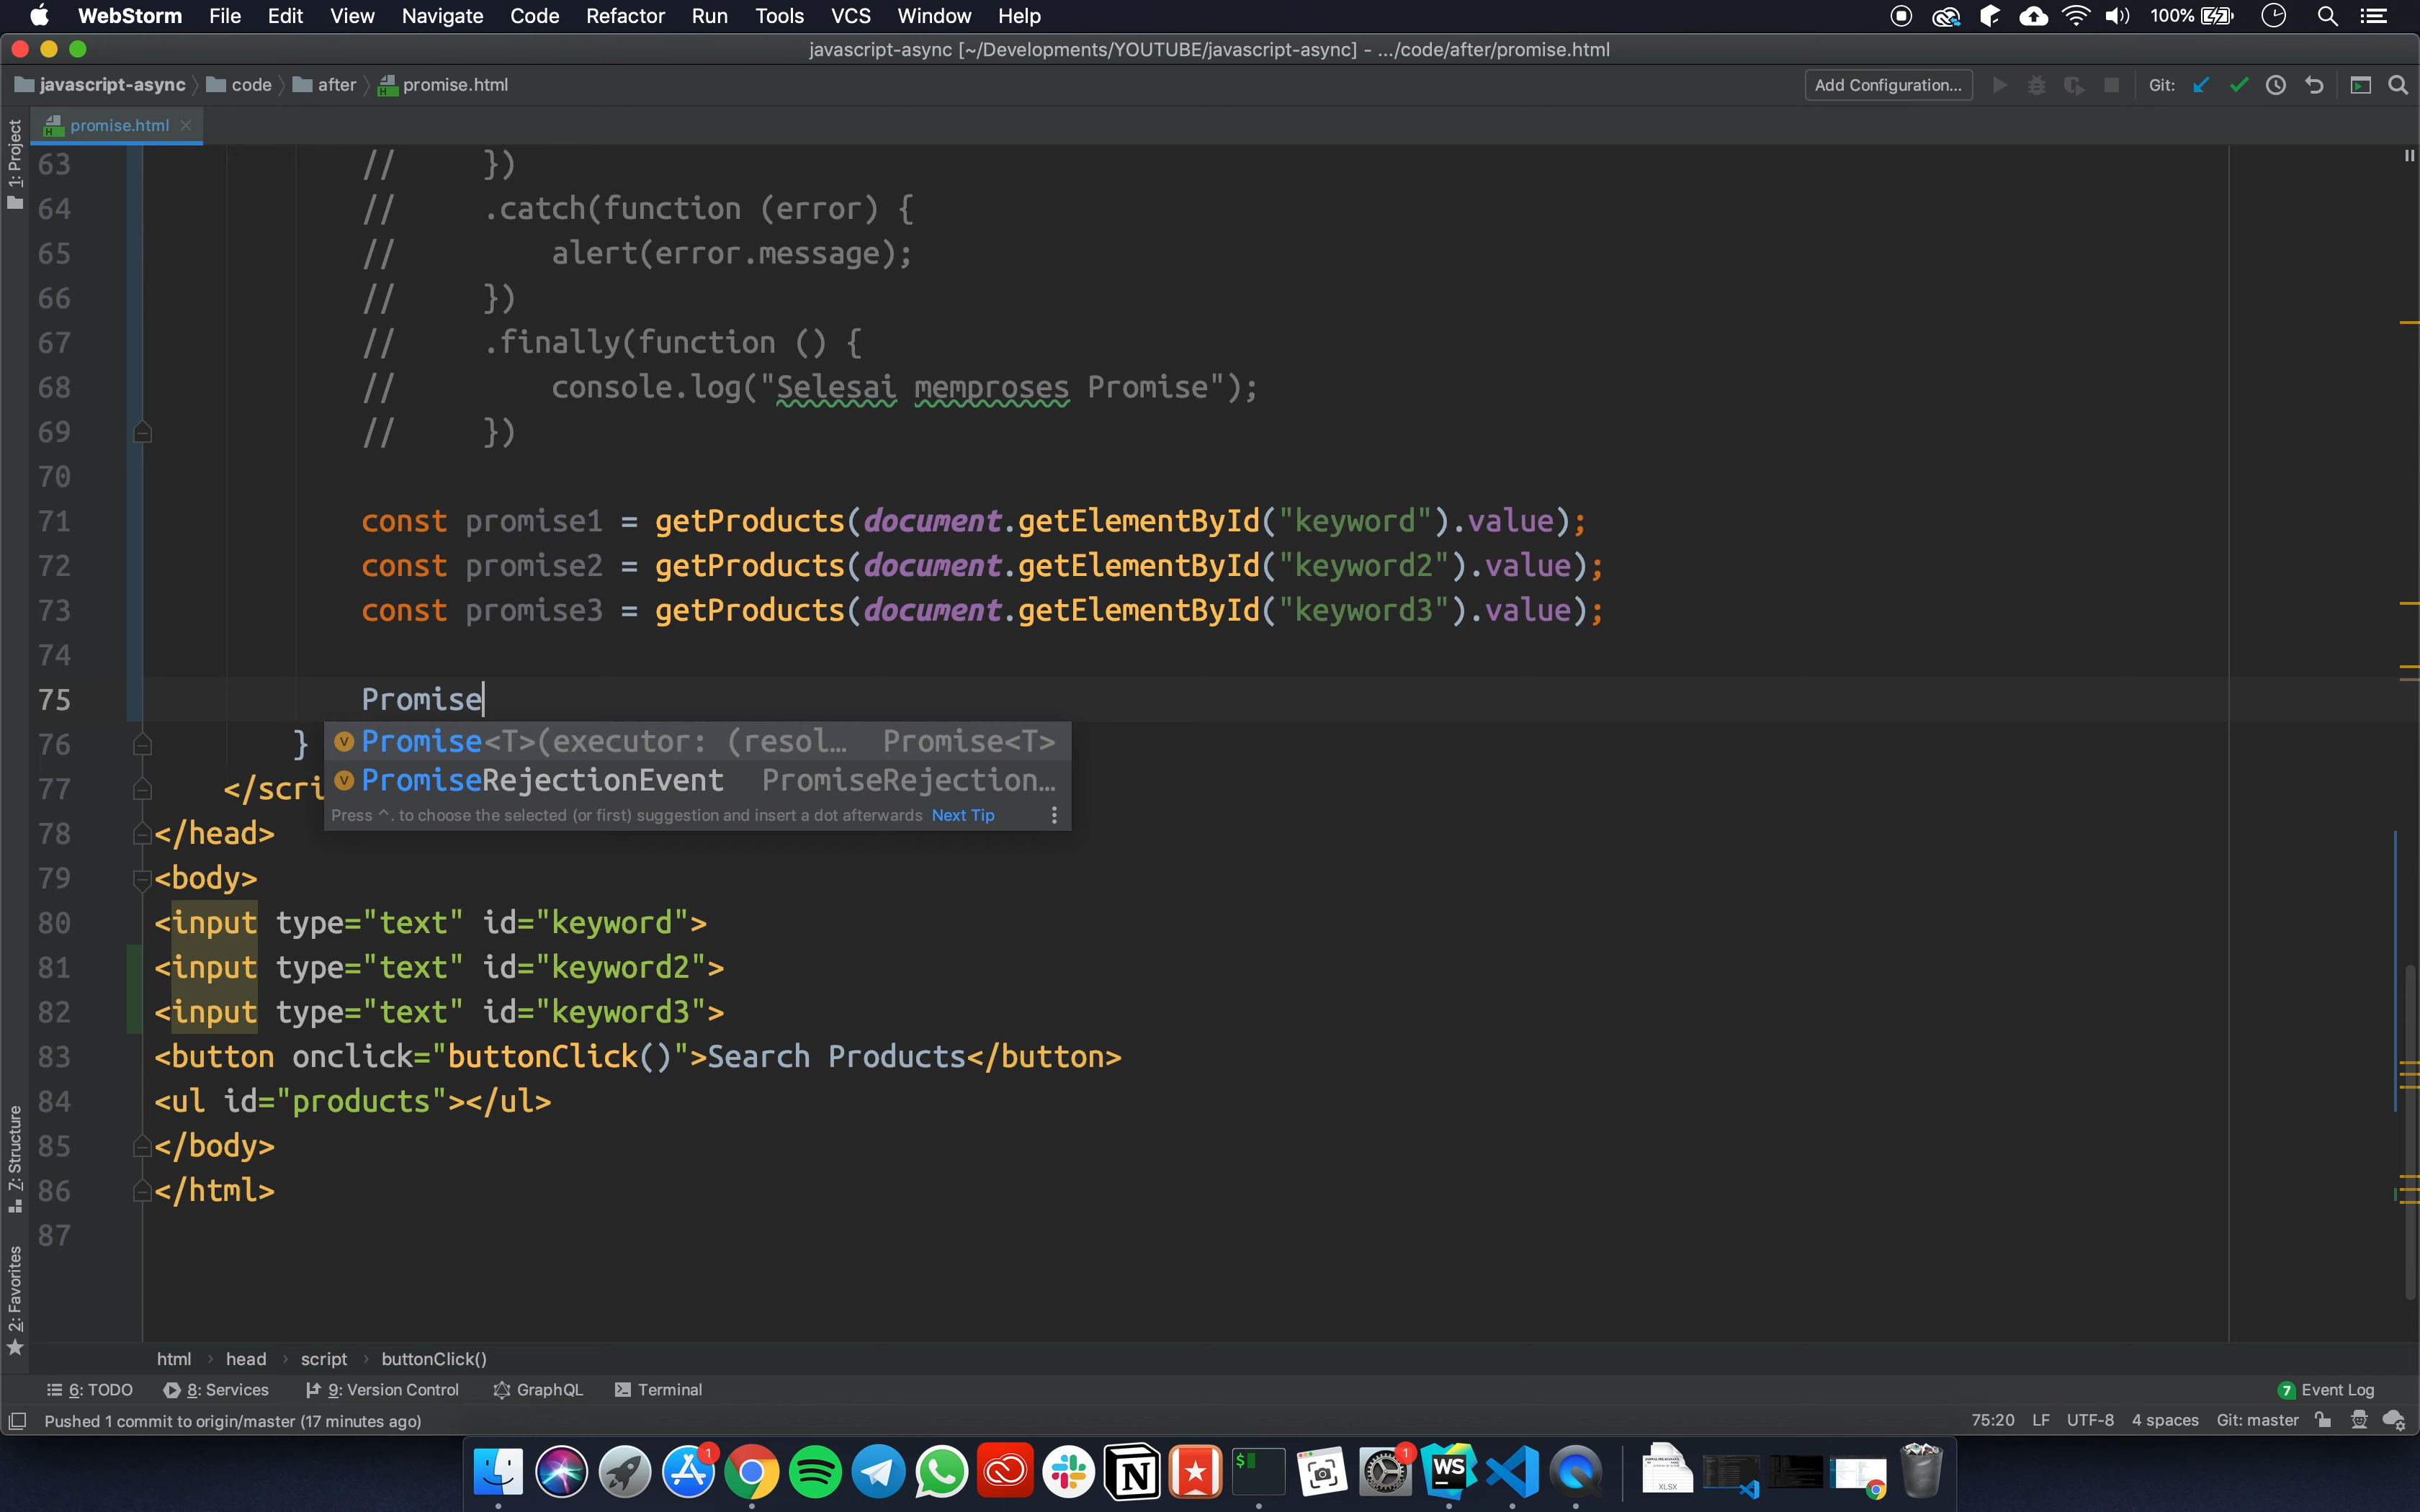 WebStorm File Edit View Navigate Code Refactor Run Tools VCS Window Help 100%
javascript-async [~/Developments/YOUTUBE/javascript-async] - .../code/after/promise.html
javascript-async code after promise.html Add Configuration... Git:
promise.html
1: Project
63 // })
64 // .catch(function (error) {
65 // alert(error.message);
66 // })
67 // .finally(function () {
68 // console.log("Selesai memproses Promise");
69 // })
70
71 const promise1 = getProducts(document.getElementById("keyword").value);
72 const promise2 = getProducts(document.getElementById("keyword2").value);
73 const promise3 = getProducts(document.getElementById("keyword3").value);
74
75 Promise
76 }
Promise<T>(executor: (resol... Promise<T>
77 </scri
PromiseRejectionEvent PromiseRejection...
Press ^. to choose the selected (or first) suggestion and insert a dot afterwards Next Tip
78 </head>
79 <body>
80 <input type="text" id="keyword">
81 <input type="text" id="keyword2">
82 <input type="text" id="keyword3">
83 <button onclick="buttonClick()">Search Products</button>
84 <ul id="products"></ul>
85 </body>
86 </html>
87
7: Structure
2: Favorites
html head script buttonClick()
6: TODO 8: Services 9: Version Control GraphQL Terminal 7 Event Log
Pushed 1 commit to origin/master (17 minutes ago) 75:20 LF UTF-8 4 spaces Git: master
1 $ 1 WS XLSX